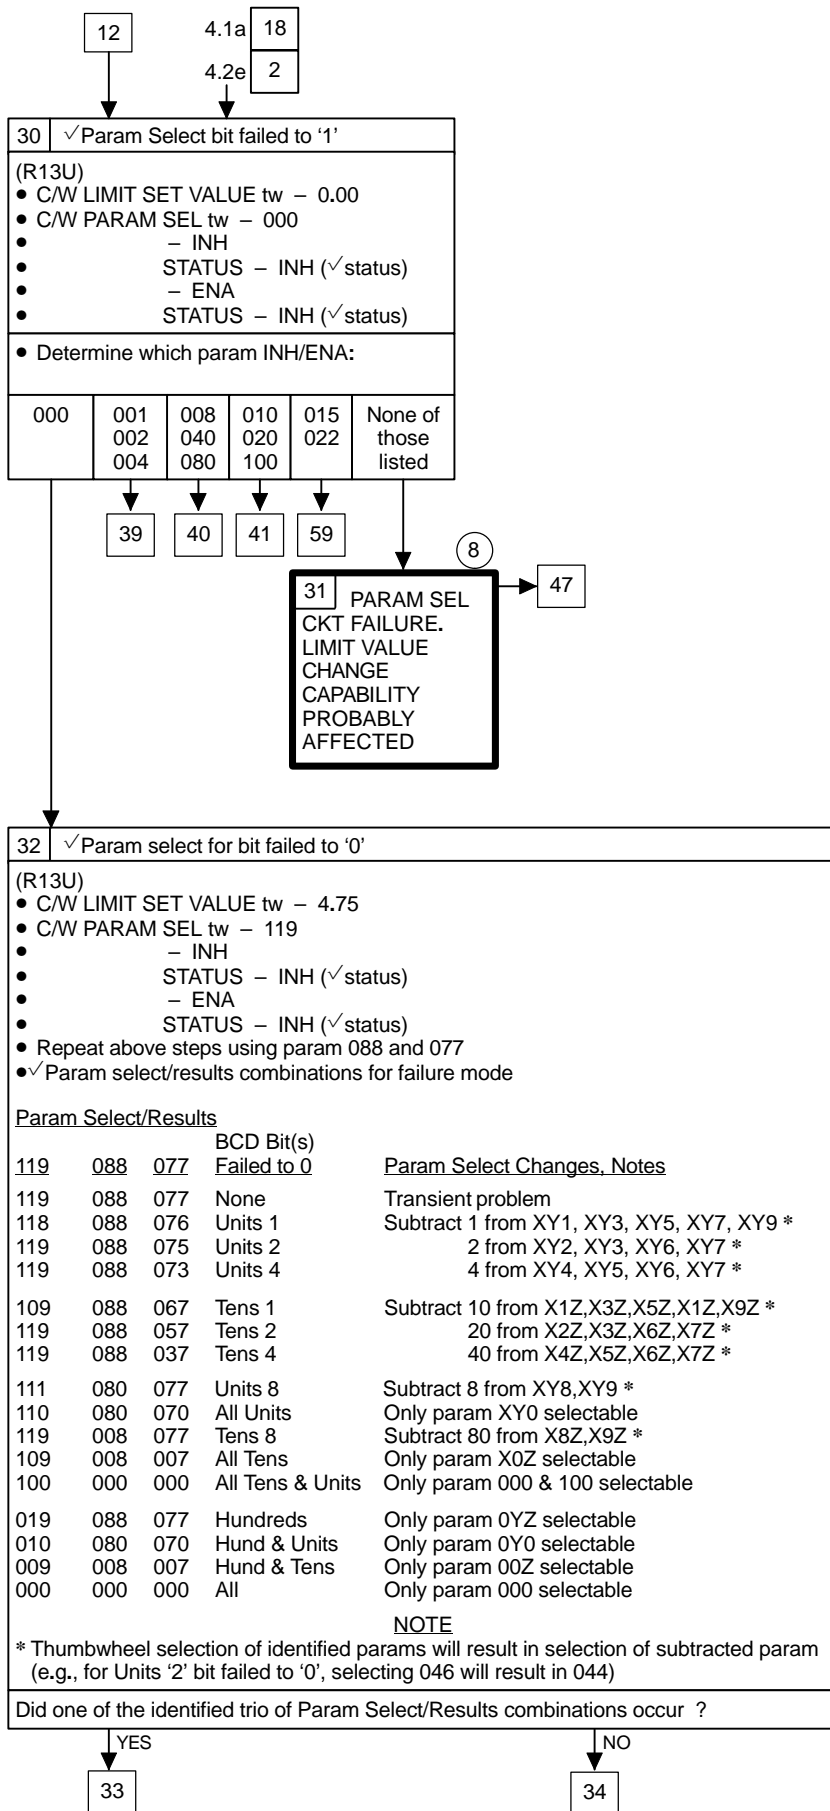 12
4.1a 18
4.2e 2
30 √Param Select bit failed to ‘1’
(R13U)
● C/W LIMIT SET VALUE tw – 0.00
● C/W PARAM SEL tw – 000
● – INH
● STATUS – INH (√status)
● – ENA
● STATUS – INH (√status)
● Determine which param INH/ENA:
000 001 008 010 015 None of
002 040 020 022 those
004 080 100 listed
39 40 41 59
8
31 PARAM SEL
CKT FAILURE.
LIMIT VALUE
CHANGE
CAPABILITY
PROBABLY
AFFECTED
47
32 √Param select for bit failed to ‘0’
(R13U)
● C/W LIMIT SET VALUE tw – 4.75
● C/W PARAM SEL tw – 119
● – INH
● STATUS – INH (√status)
● – ENA
● STATUS – INH (√status)
● Repeat above steps using param 088 and 077
●√Param select/results combinations for failure mode
Param Select/Results
BCD Bit(s)
119 088 077 Failed to 0 Param Select Changes, Notes
119 088 077 None Transient problem
118 088 076 Units 1 Subtract 1 from XY1, XY3, XY5, XY7, XY9 *
119 088 075 Units 2 2 from XY2, XY3, XY6, XY7 *
119 088 073 Units 4 4 from XY4, XY5, XY6, XY7 *
109 088 067 Tens 1 Subtract 10 from X1Z,X3Z,X5Z,X1Z,X9Z *
119 088 057 Tens 2 20 from X2Z,X3Z,X6Z,X7Z *
119 088 037 Tens 4 40 from X4Z,X5Z,X6Z,X7Z *
111 080 077 Units 8 Subtract 8 from XY8,XY9 *
110 080 070 All Units Only param XY0 selectable
119 008 077 Tens 8 Subtract 80 from X8Z,X9Z *
109 008 007 All Tens Only param X0Z selectable
100 000 000 All Tens & Units Only param 000 & 100 selectable
019 088 077 Hundreds Only param 0YZ selectable
010 080 070 Hund & Units Only param 0Y0 selectable
009 008 007 Hund & Tens Only param 00Z selectable
000 000 000 All Only param 000 selectable
NOTE
* Thumbwheel selection of identified params will result in selection of subtracted param
(e.g., for Units ‘2’ bit failed to ‘0’, selecting 046 will result in 044)
Did one of the identified trio of Param Select/Results combinations occur ?
YES NO
33 34